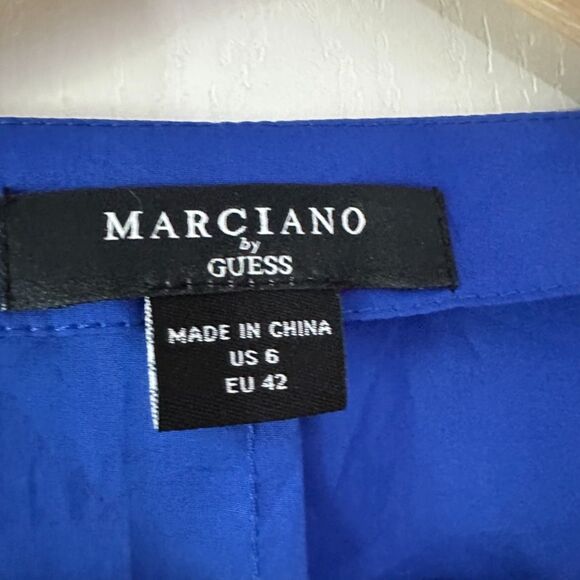 MARCIANO
by
GUESS
MADE IN CHINA
US 6
EU 42